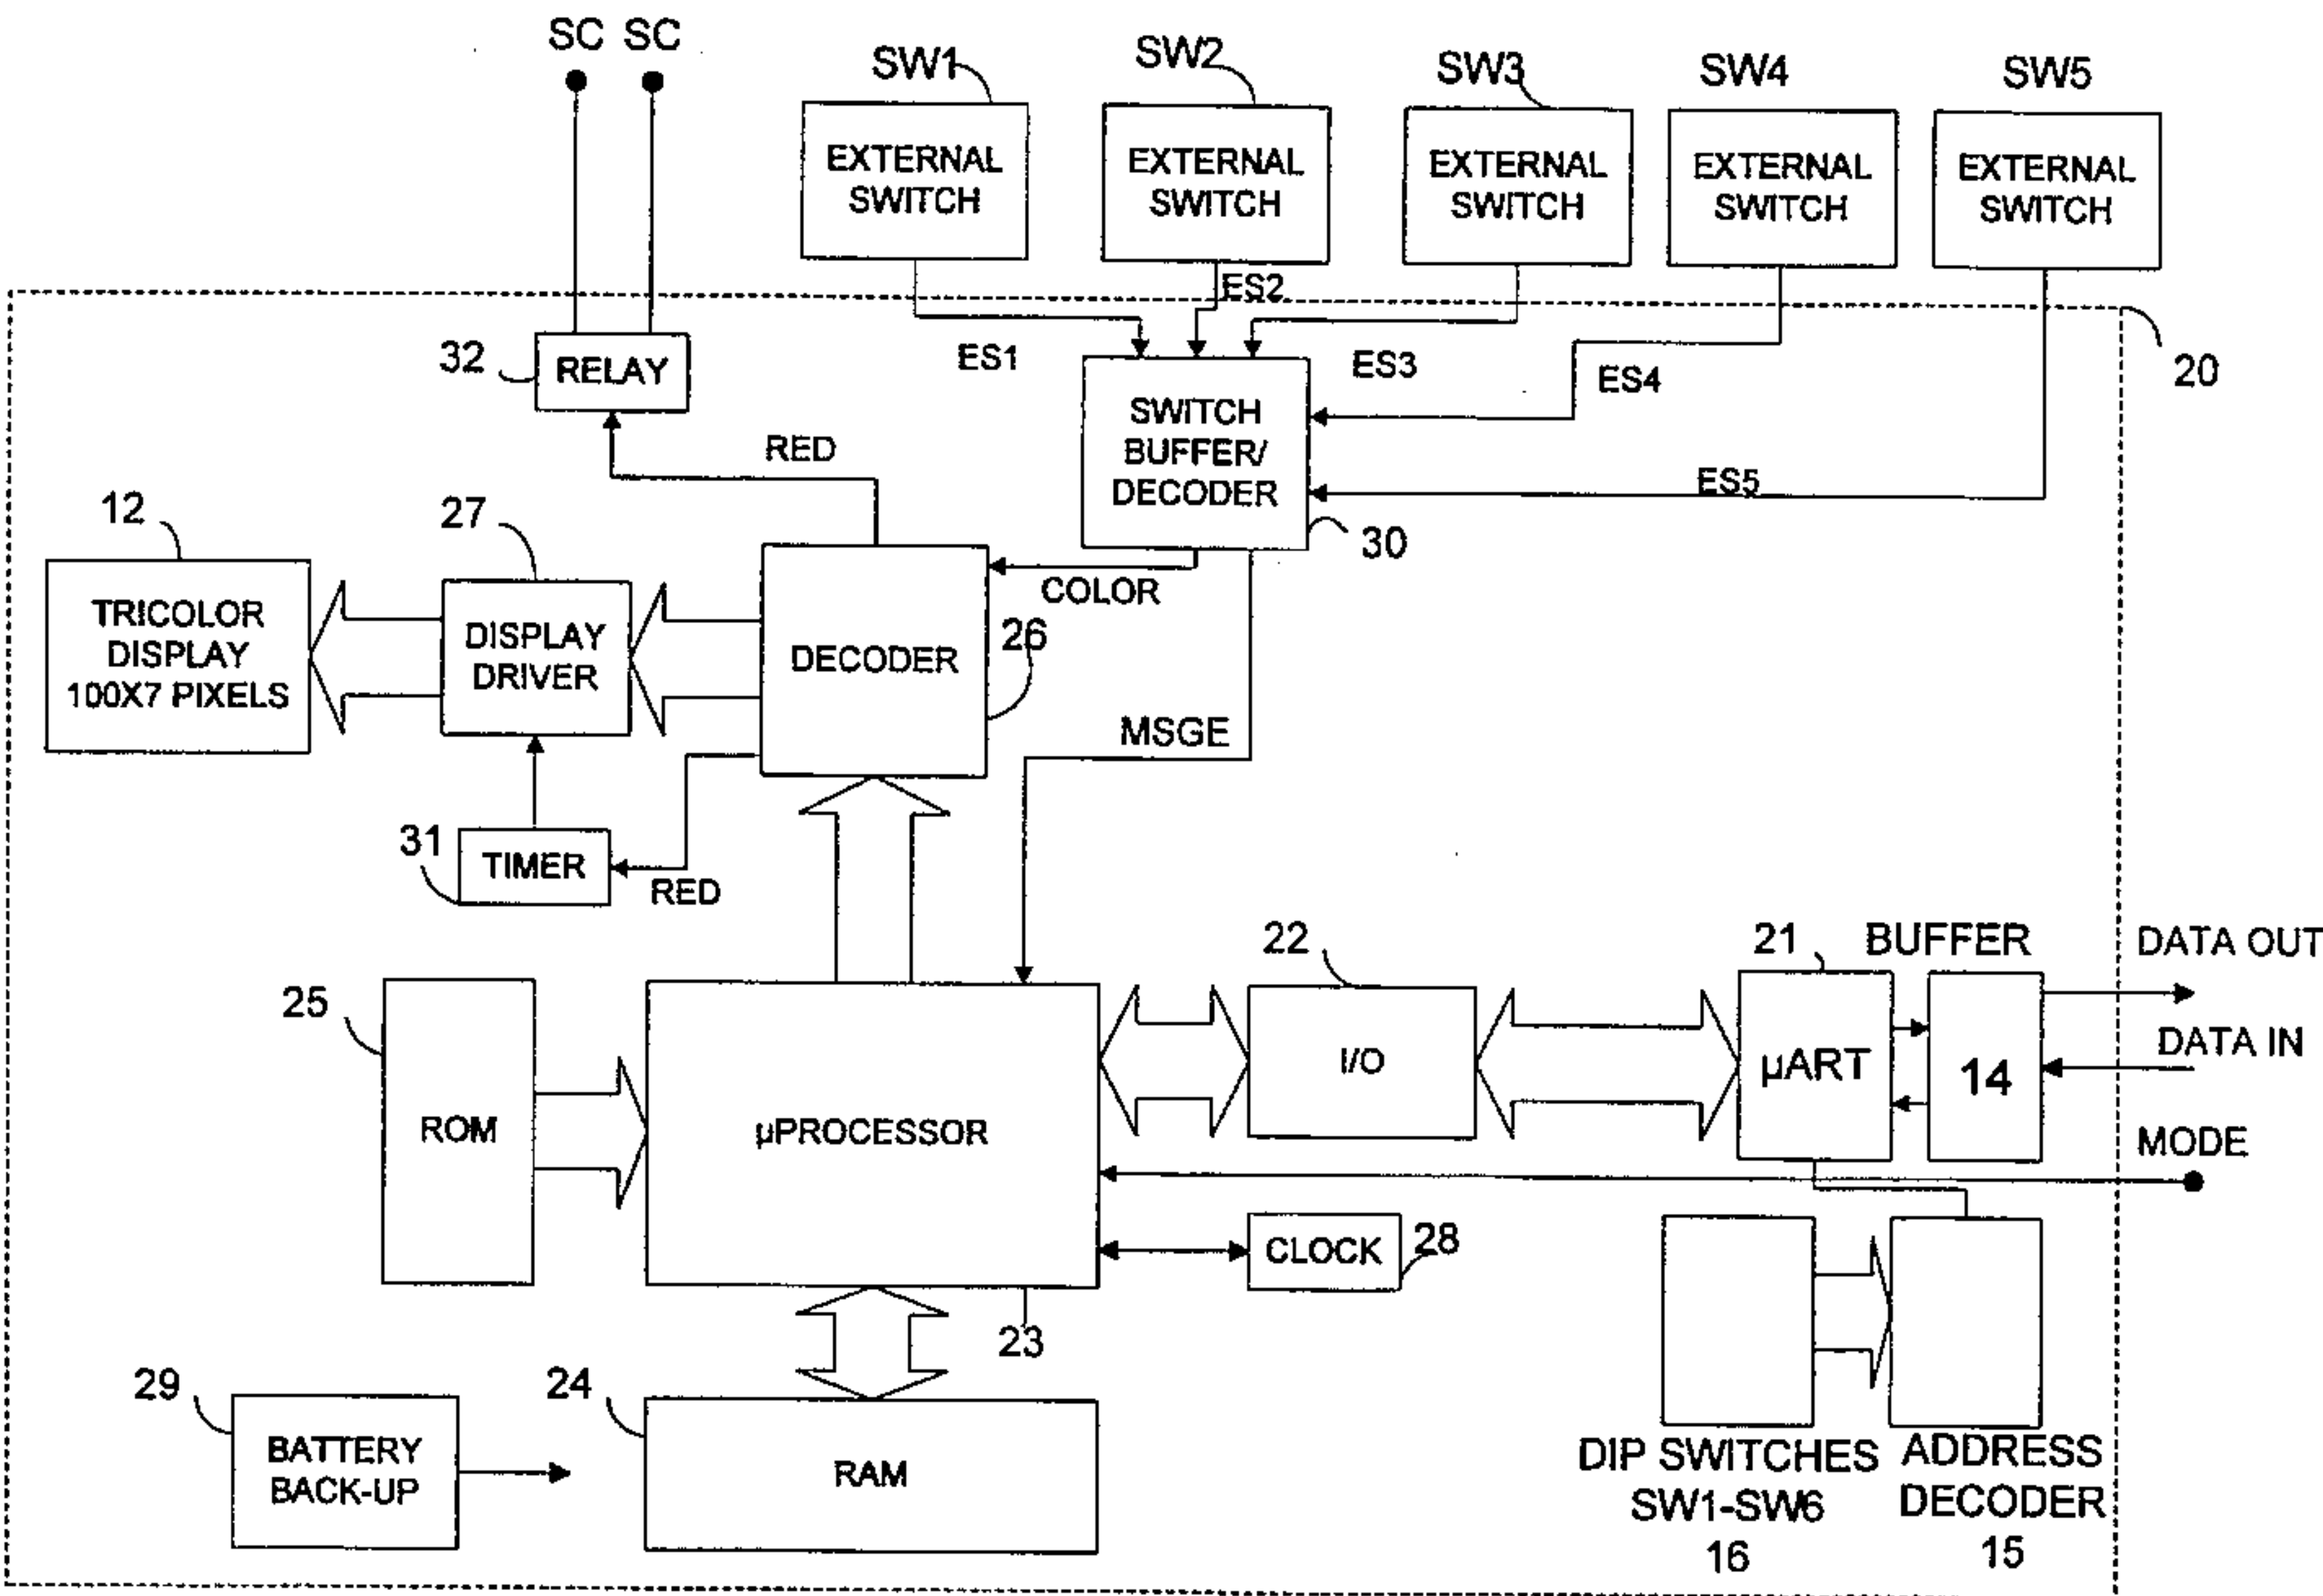 SC SC
SW1
SW2
SW3
SW4
SW5
EXTERNAL
SWITCH
EXTERNAL
SWITCH
EXTERNAL
SWITCH
EXTERNAL
SWITCH
EXTERNAL
SWITCH
ES2
32
RELAY
ES1
ES3
ES4
20
SWITCH
BUFFER/
DECODER
RED
ES5
12
27
30
TRICOLOR
DISPLAY
100X7 PIXELS
DISPLAY
DRIVER
DECODER
COLOR
26
MSGE
31
TIMER
RED
25
22
21
BUFFER
DATA OUT
ROM
µPROCESSOR
I/O
µART
14
DATA IN
MODE
CLOCK
28
23
29
24
BATTERY
BACK-UP
RAM
DIP SWITCHES
SW1-SW6
16
ADDRESS
DECODER
15